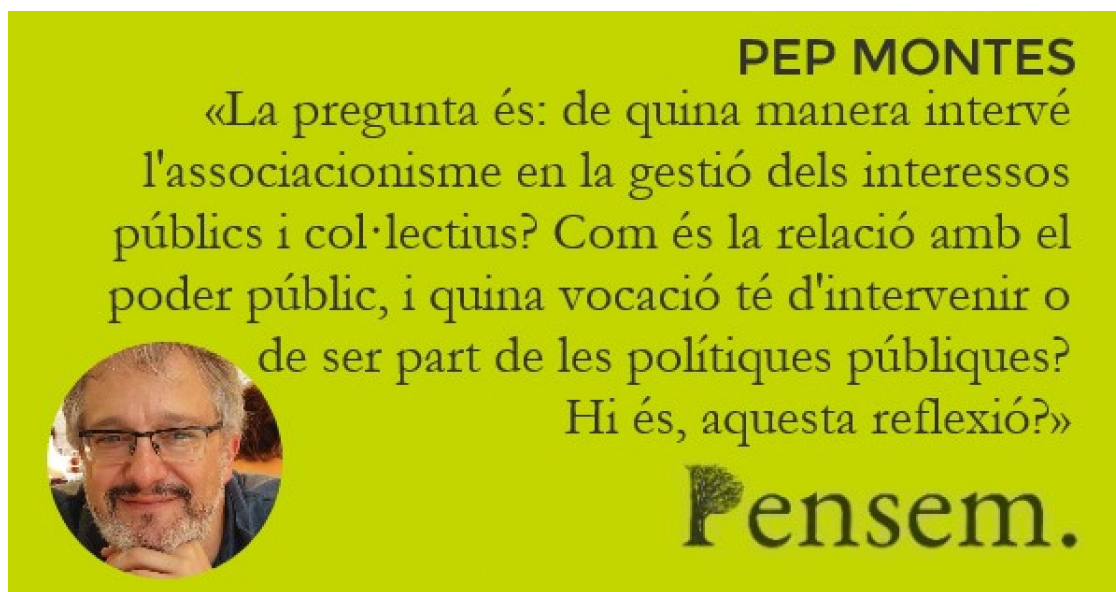 PEP MONTES
«La pregunta és: de quina manera intervé
l'associacionisme en la gestió dels interessos
públics i col·lectius? Com és la relació amb el
poder públic, i quina vocació té d'intervenir o
de ser part de les polítiques públiques?
Hi és, aquesta reflexió?»
Pensem.